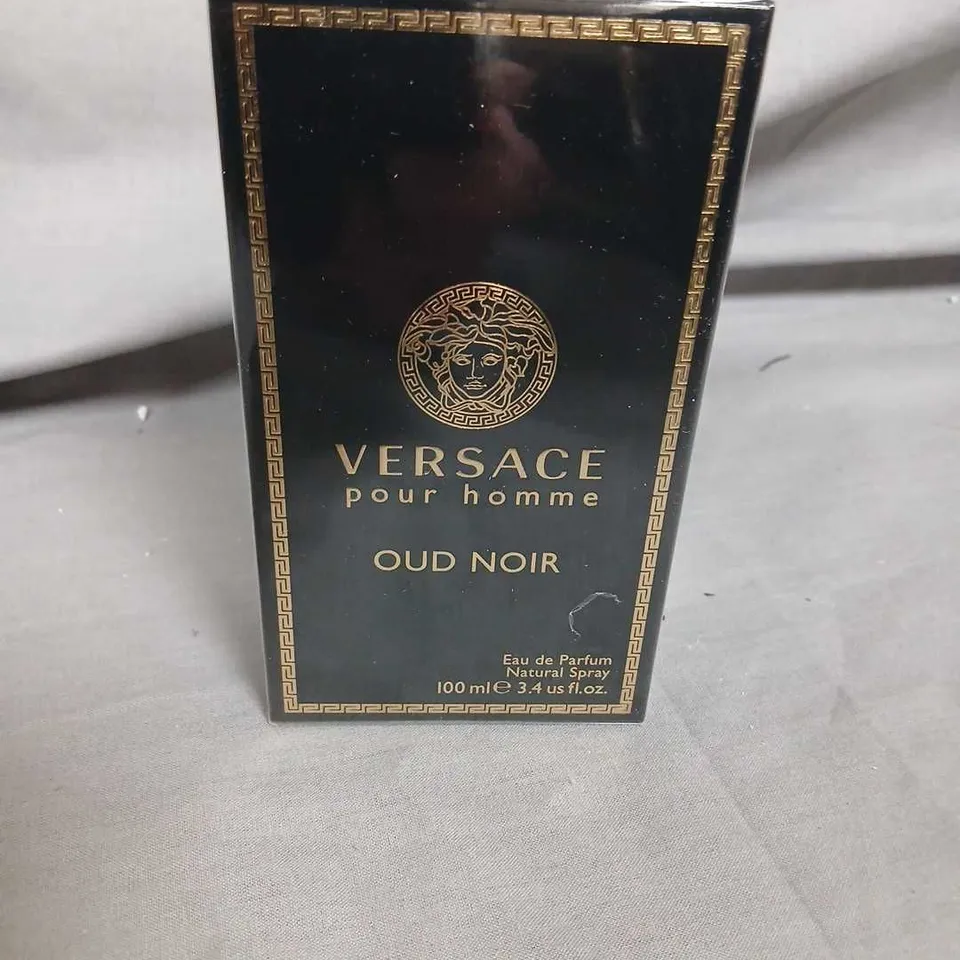 VERSACE
pour homme
OUD NOIR
Eau de Parfum
Natural Spray
100 ml ℮ 3.4 us fl.oz.